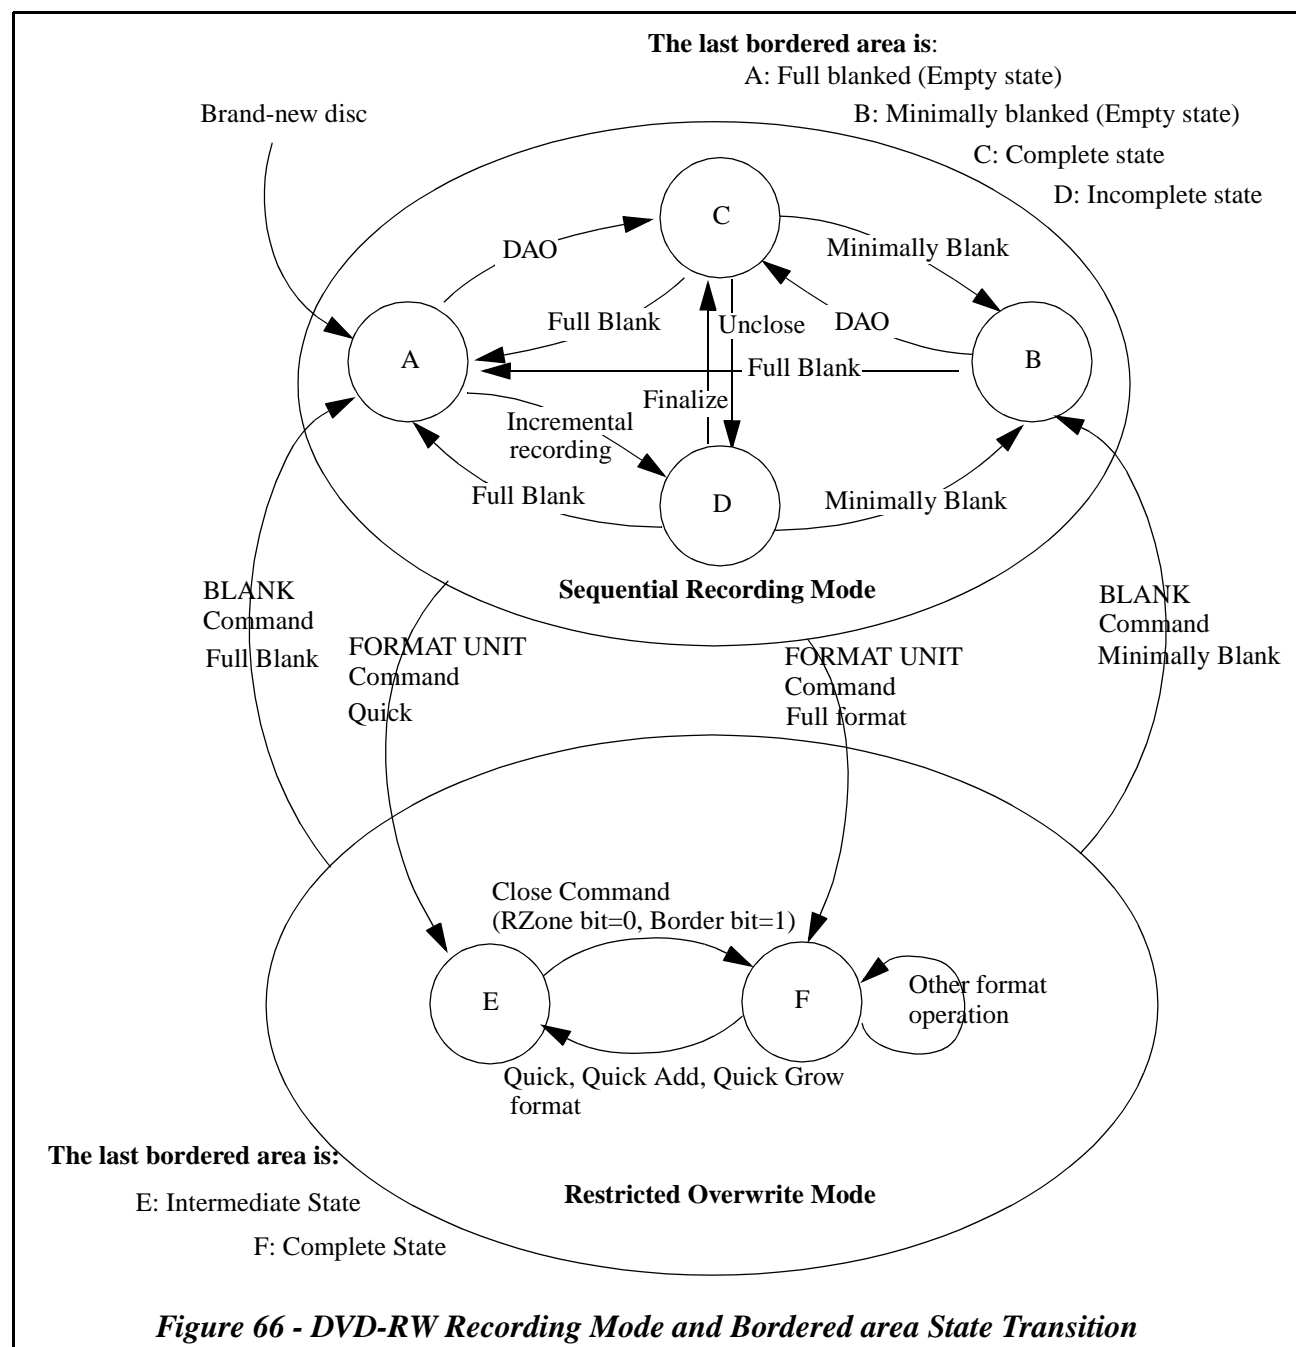 The last bordered area is:
A: Full blanked (Empty state)
Brand-new disc
B: Minimally blanked (Empty state)
C: Complete state
D: Incomplete state
C
DAO
Minimally Blank
Full Blank
Unclose
DAO
A
B
Full Blank
Finalize
Incremental
recording
Full Blank
D
Minimally Blank
Sequential Recording Mode
BLANK
Command
Full Blank
FORMAT UNIT
Command
Quick
FORMAT UNIT
Command
Full format
BLANK
Command
Minimally Blank
Close Command
(RZone bit=0, Border bit=1)
E
F
Other format
operation
Quick, Quick Add, Quick Grow
format
The last bordered area is:
E: Intermediate State
F: Complete State
Restricted Overwrite Mode
Figure 66 - DVD-RW Recording Mode and Bordered area State Transition